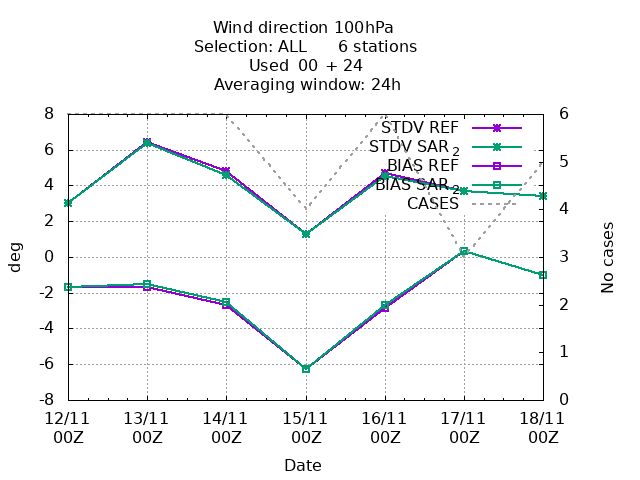 Wind direction 100hPa
Selection: ALL      6 stations
Used  00 + 24
Averaging window: 24h
8
6
4
2
0
-2
-4
-6
-8
deg
6
5
4
3
2
1
0
No cases
STDV REF
STDV SAR_2
BIAS REF
BIAS SAR_2
CASES
12/11 00Z
13/11 00Z
14/11 00Z
15/11 00Z
16/11 00Z
17/11 00Z
18/11 00Z
Date